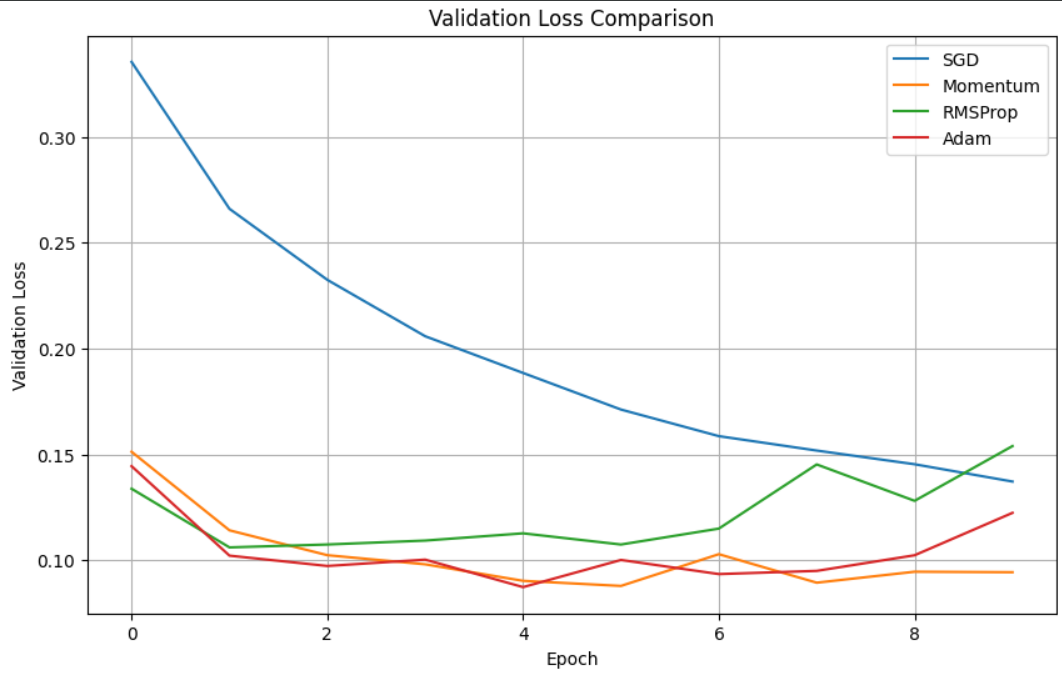 Validation Loss Comparison
SGD
Momentum
RMSProp
Adam
0.30
0.25
0.20
0.15
0.10
Validation Loss
0 2 4 6 8
Epoch